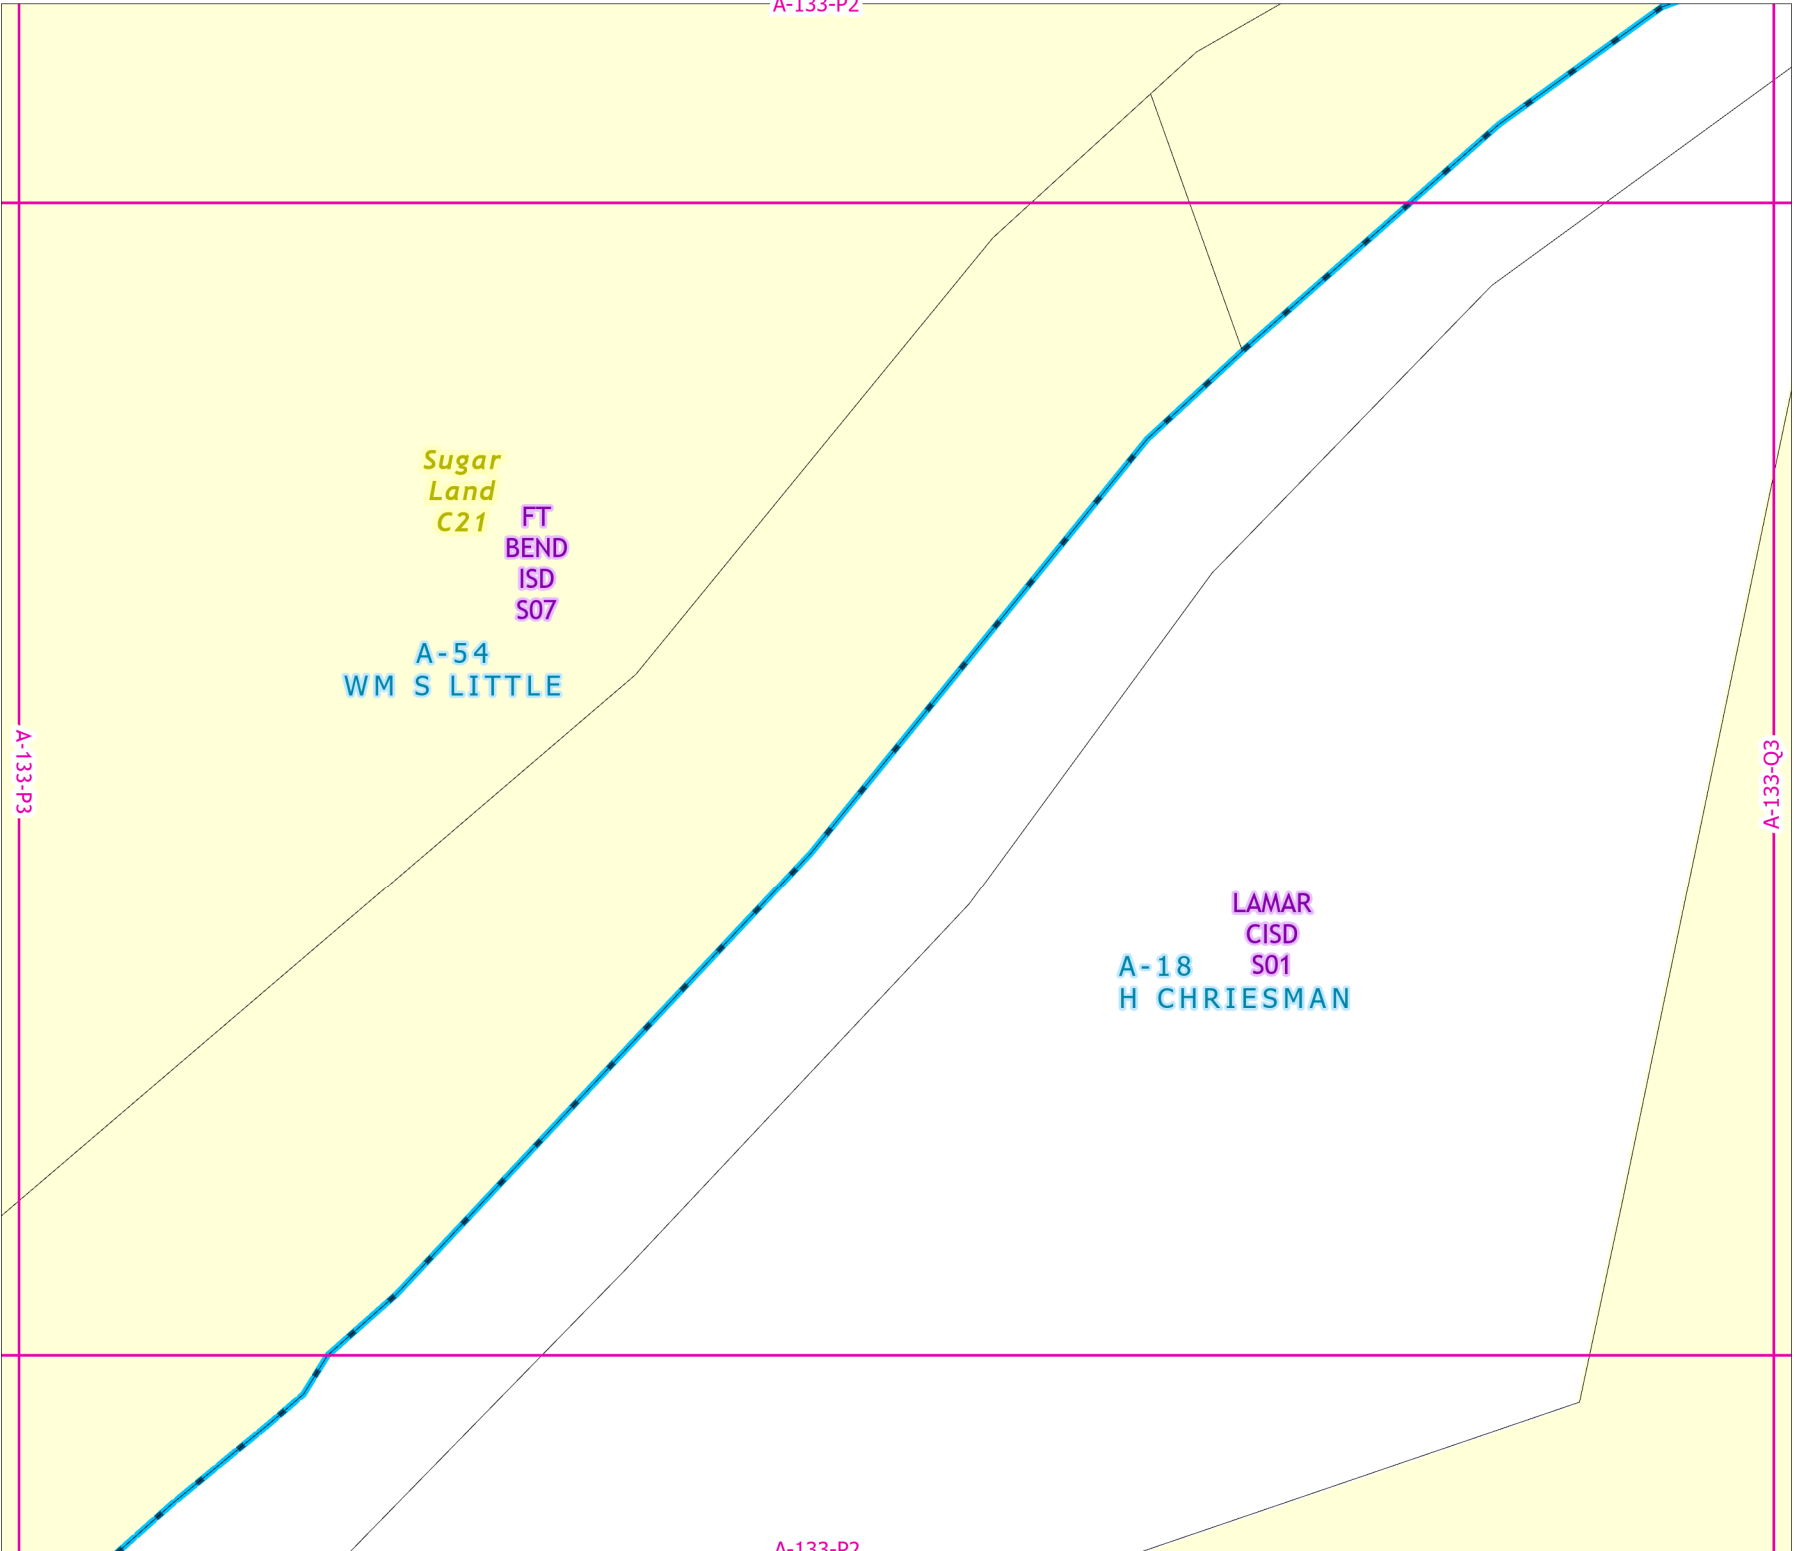 A-133-P2
Sugar
Land
C21
FT
BEND
ISD
S07
A-54
WM S LITTLE
A-133-P3
A-133-Q3
LAMAR
CISD
S01
A-18
H CHRIESMAN
A-133-P2